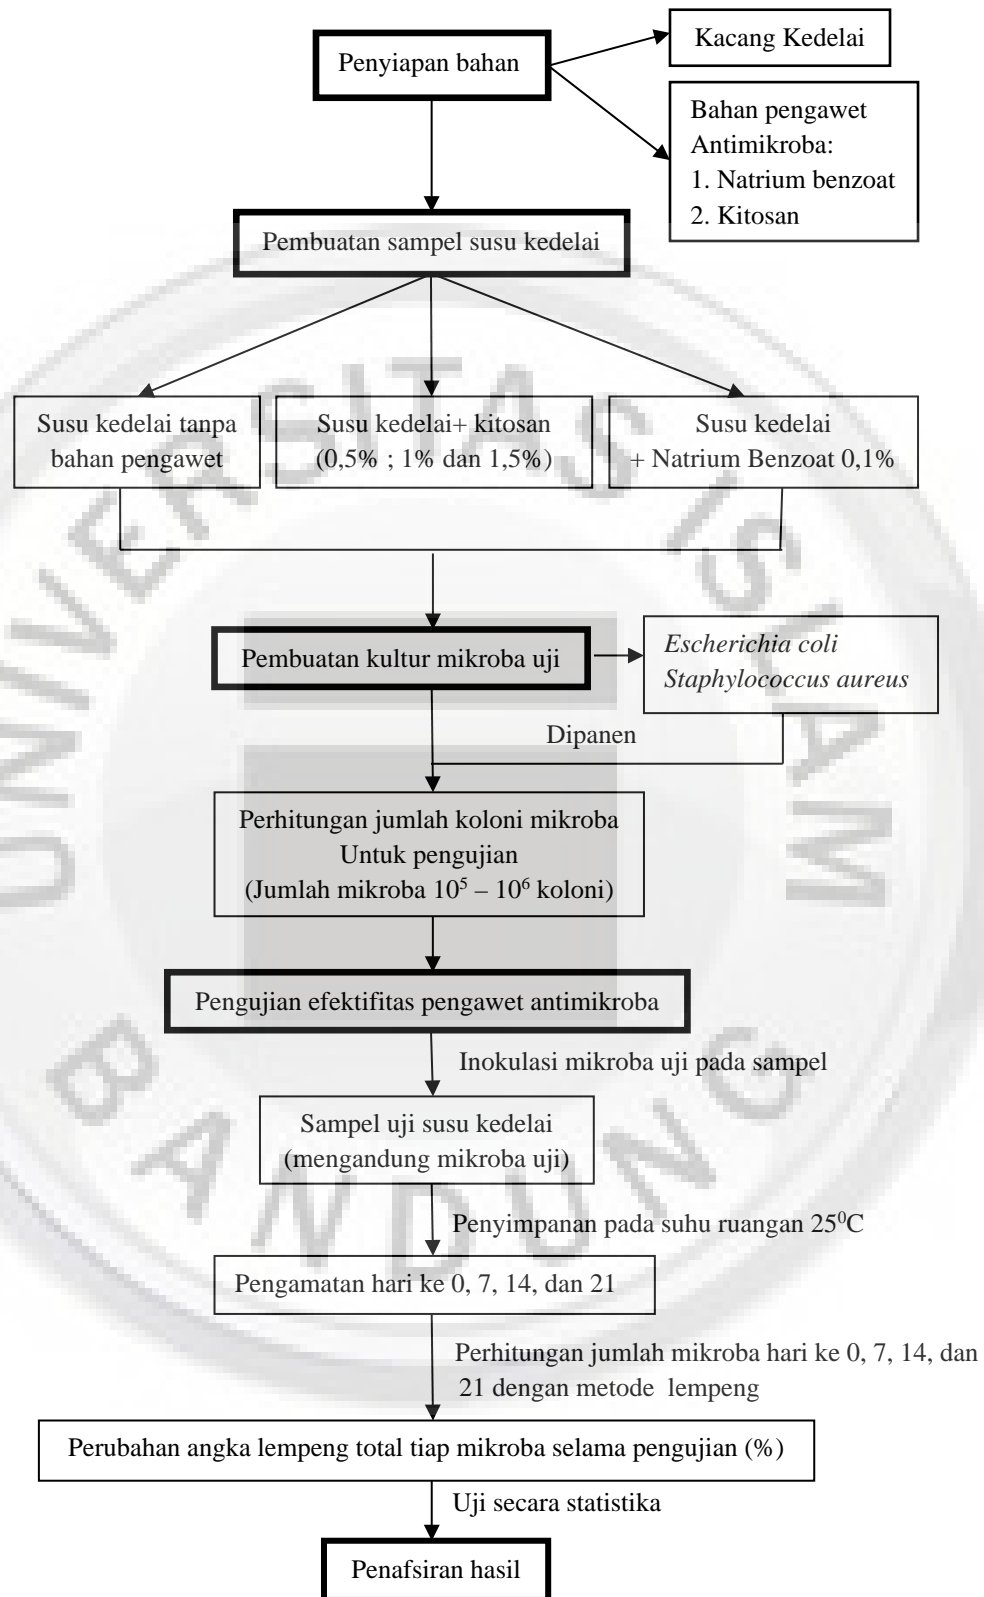 Penyiapan bahan
Kacang Kedelai
Bahan pengawet
Antimikroba:
1. Natrium benzoat
2. Kitosan
Pembuatan sampel susu kedelai
Susu kedelai tanpa
bahan pengawet
Susu kedelai+ kitosan
(0,5% ; 1% dan 1,5%)
Susu kedelai
+ Natrium Benzoat 0,1%
Pembuatan kultur mikroba uji
Escherichia coli
Staphylococcus aureus
Dipanen
Perhitungan jumlah koloni mikroba
Untuk pengujian
(Jumlah mikroba 10⁵ – 10⁶ koloni)
Pengujian efektifitas pengawet antimikroba
Inokulasi mikroba uji pada sampel
Sampel uji susu kedelai
(mengandung mikroba uji)
Penyimpanan pada suhu ruangan 25⁰C
Pengamatan hari ke 0, 7, 14, dan 21
Perhitungan jumlah mikroba hari ke 0, 7, 14, dan
21 dengan metode lempeng
Perubahan angka lempeng total tiap mikroba selama pengujian (%)
Uji secara statistika
Penafsiran hasil
UNIVERSITAS ISLAM
BANDUNG